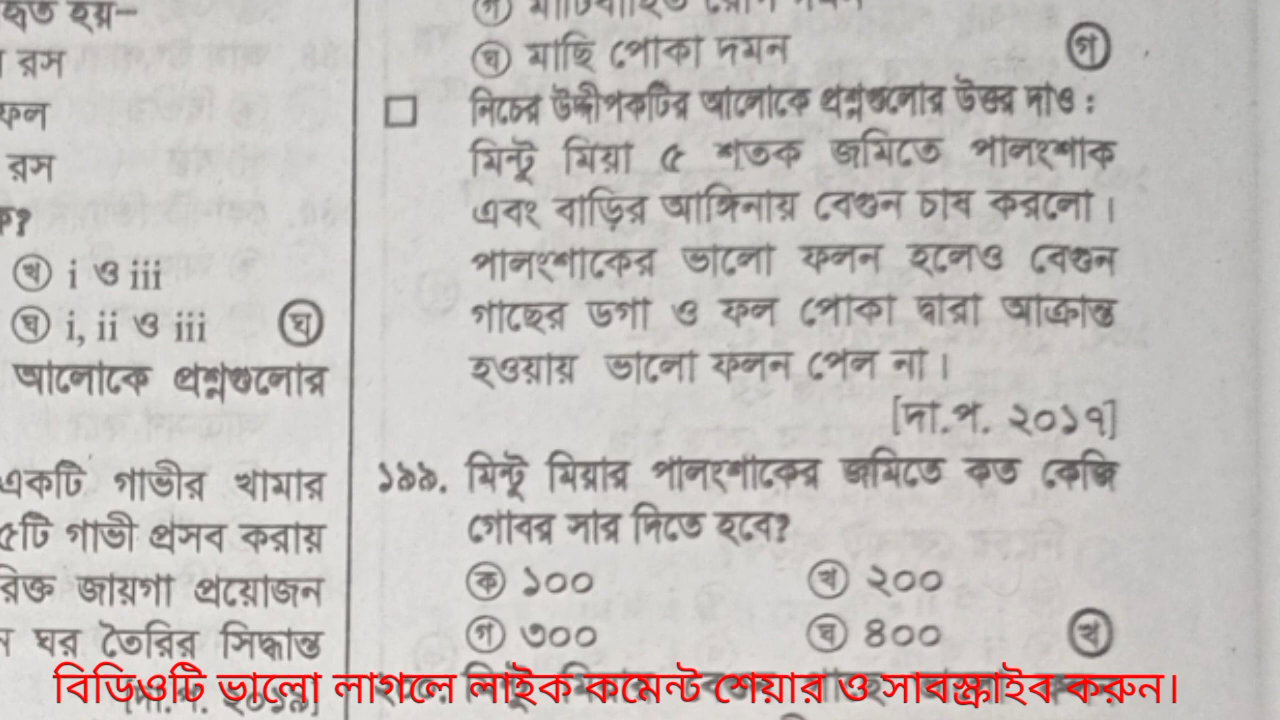 হৃত হয়–
রস
ফল
রস
ক?
(খ) i ও iii
(ঘ) i, ii ও iii (ঘ)
আলোকে প্রশ্নগুলোর
একটি গাভীর খামার
৫টি গাভী প্রসব করায়
রিক্ত জায়গা প্রয়োজন
ঘর তৈরির সিদ্ধান্ত
(গ) মাটিবাহিত রোগ দমন
(ঘ) মাছি পোকা দমন (গ)
□ নিচের উদ্দীপকটির আলোকে প্রশ্নগুলোর উত্তর দাও :
মিন্টু মিয়া ৫ শতক জমিতে পালংশাক
এবং বাড়ির আঙ্গিনায় বেগুন চাষ করলো।
পালংশাকের ভালো ফলন হলেও বেগুন
গাছের ডগা ও ফল পোকা দ্বারা আক্রান্ত
হওয়ায় ভালো ফলন পেল না।
[দা.প. ২০১৭]
১৯৯. মিন্টু মিয়ার পালংশাকের জমিতে কত কেজি
গোবর সার দিতে হবে?
(ক) ১০০ (খ) ২০০
(গ) ৩০০ (ঘ) ৪০০ (খ)
বিডিওটি ভালো লাগলে লাইক কমেন্ট শেয়ার ও সাবস্ক্রাইব করুন।